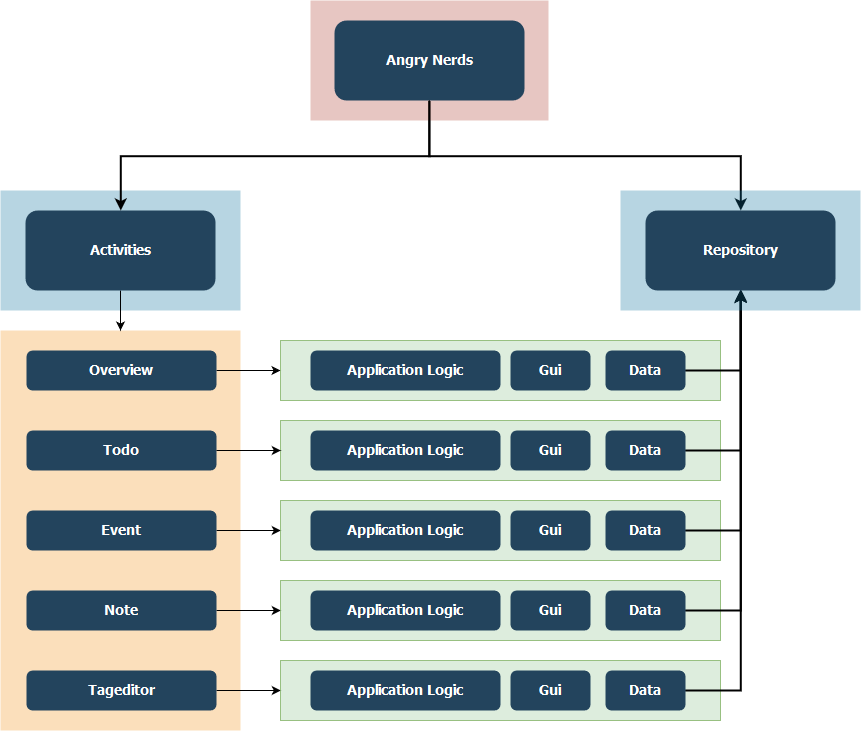 Angry Nerds
Activities
Repository
Overview
Application Logic
Gui
Data
Todo
Application Logic
Gui
Data
Event
Application Logic
Gui
Data
Note
Application Logic
Gui
Data
Tageditor
Application Logic
Gui
Data